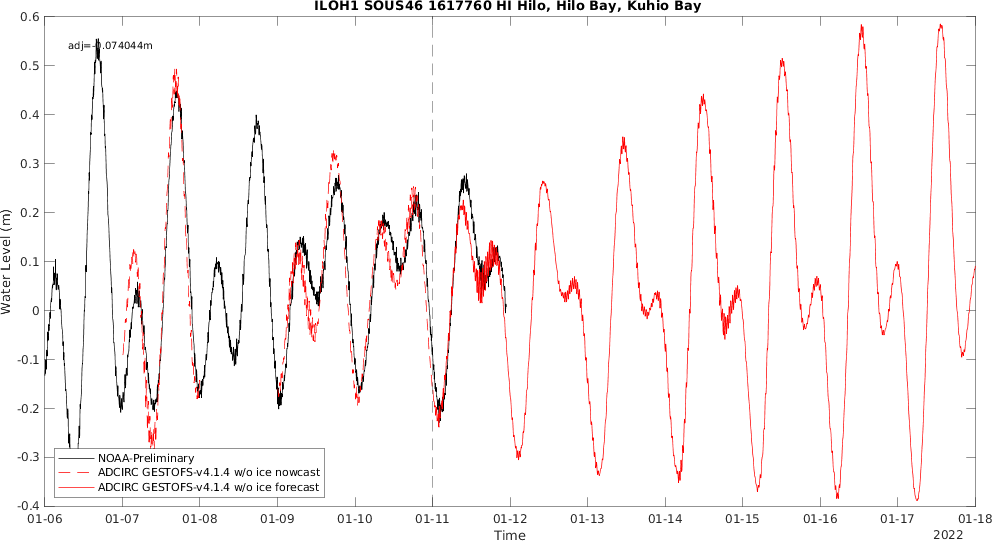 ILOH1 SOUS46 1617760 HI Hilo, Hilo Bay, Kuhio Bay
adj=-0.074044m
0.6
0.5
0.4
0.3
0.2
0.1
0
-0.1
-0.2
-0.3
-0.4
Water Level (m)
NOAA-Preliminary
ADCIRC GESTOFS-v4.1.4 w/o ice nowcast
ADCIRC GESTOFS-v4.1.4 w/o ice forecast
01-06 01-07 01-08 01-09 01-10 01-11 01-12 01-13 01-14 01-15 01-16 01-17 01-18
Time
2022